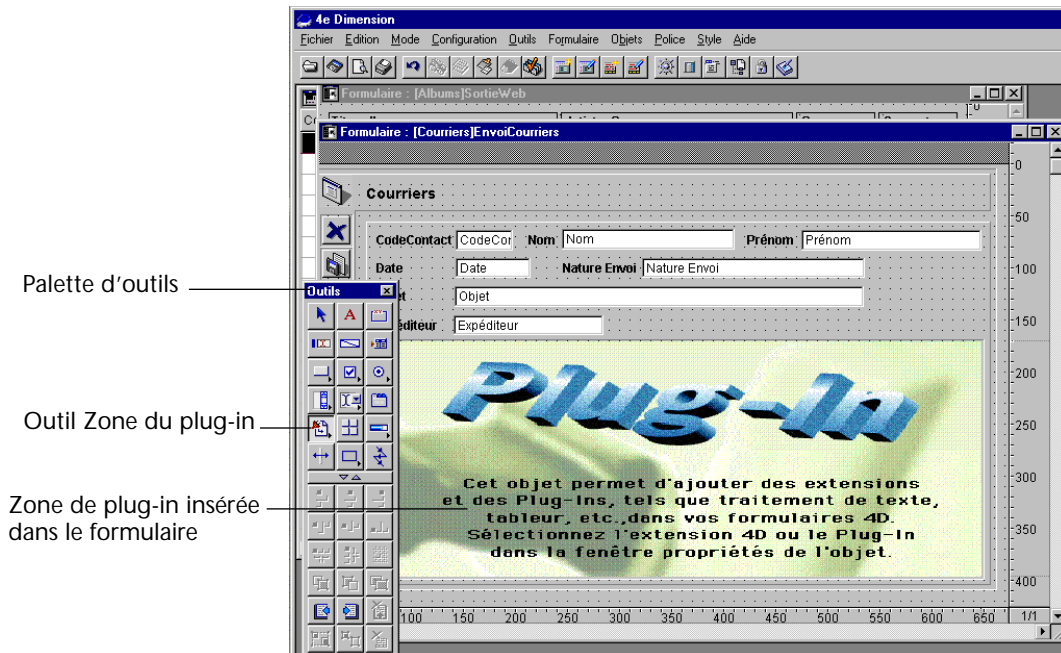 4e Dimension
Fichier Edition Mode Configuration Outils Formulaire Objets Police Style Aide
Formulaire : [Albums]SortieWeb
Formulaire : [Courriers]EnvoiCourriers
0
Courriers
50
CodeContact CodeCor Nom Nom Prénom Prénom
Date Date Nature Envoi Nature Envoi
100
Palette d'outils
Outils
Objet
éditeur Expéditeur
150
Plug-In
200
Outil Zone du plug-in
250
Zone de plug-in insérée
dans le formulaire
Cet objet permet d'ajouter des extensions
et des Plug-Ins, tels que traitement de texte,
tableur, etc.,dans vos formulaires 4D.
Sélectionnez l'extension 4D ou le Plug-In
dans la fenêtre propriétés de l'objet.
300
350
400
100 150 200 250 300 350 400 450 500 550 600 650 1/1